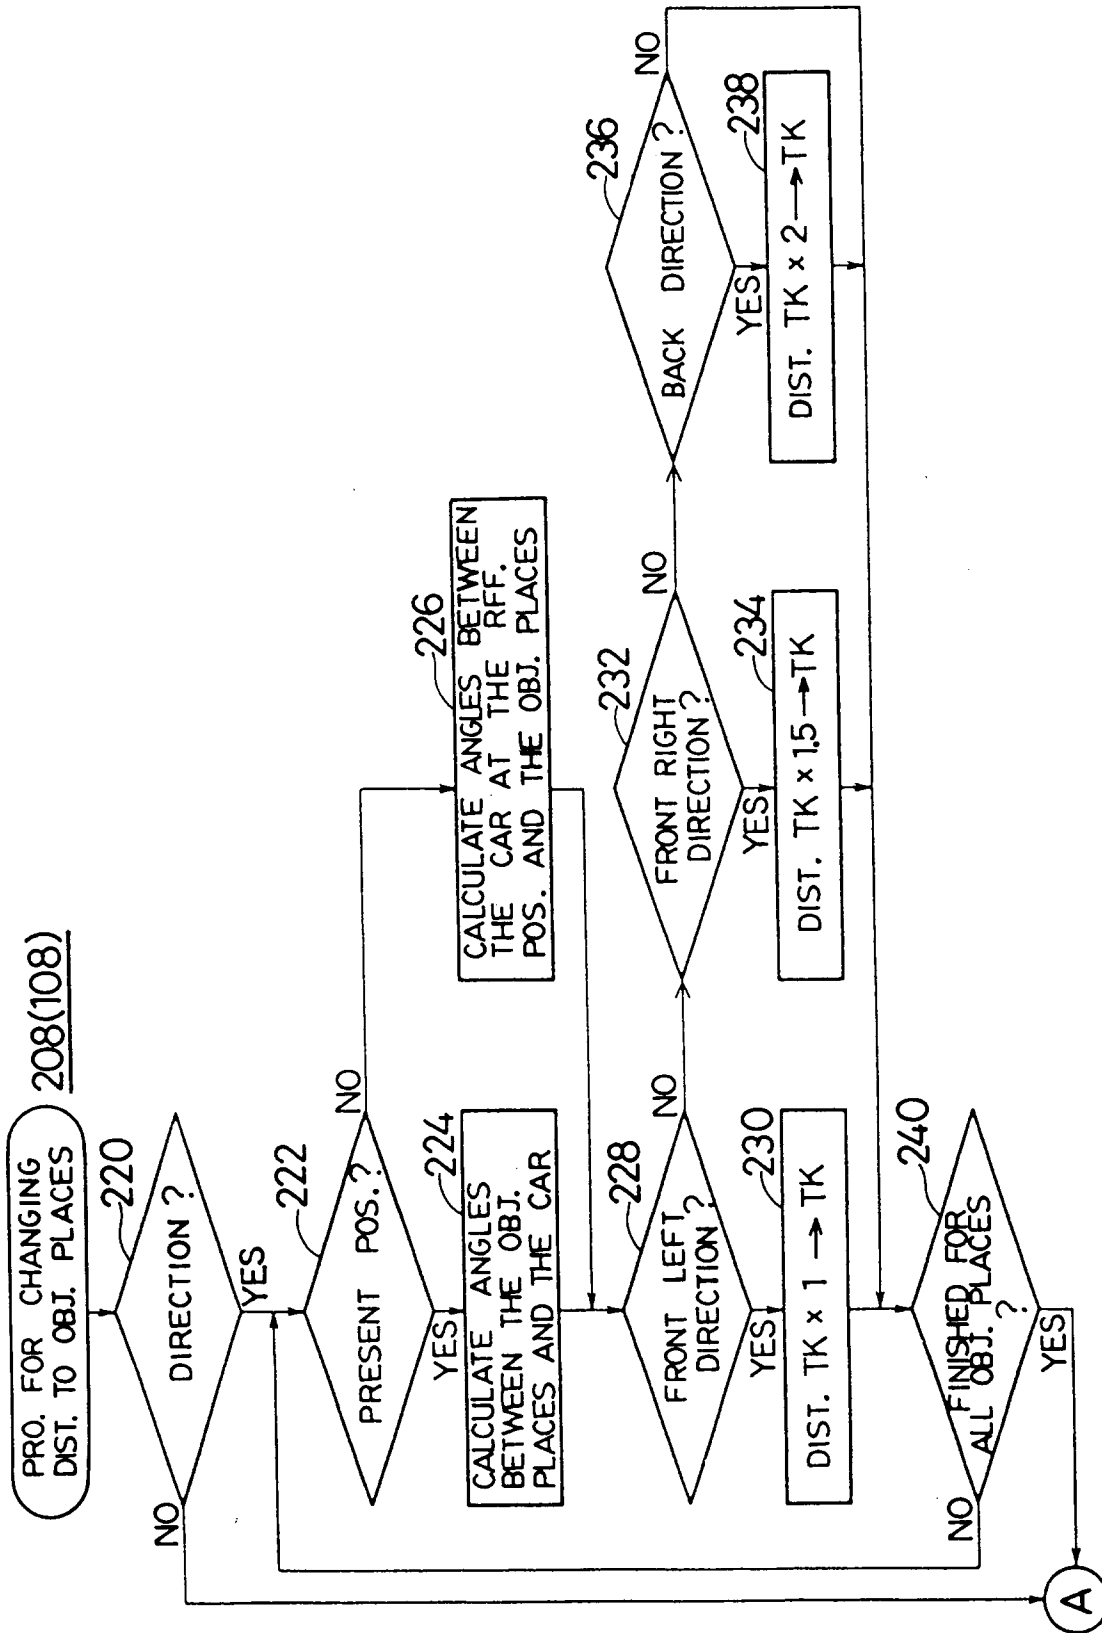 PRO. FOR CHANGING
DIST. TO OBJ. PLACES
208(108)
220
DIRECTION ?
NO
YES
222
PRESENT POS.?
NO
YES
224
CALCULATE ANGLES
BETWEEN THE OBJ.
PLACES AND THE CAR
226
CALCULATE ANGLES BETWEEN
THE CAR AT THE RFF.
POS. AND THE OBJ. PLACES
228
FRONT LEFT
DIRECTION?
NO
YES
230
DIST. TK × 1 → TK
232
FRONT RIGHT
DIRECTION?
NO
YES
234
DIST. TK × 1.5 → TK
236
BACK DIRECTION?
NO
YES
238
DIST. TK × 2 → TK
240
FINISHED FOR
ALL OBJ. PLACES
?
NO
YES
A